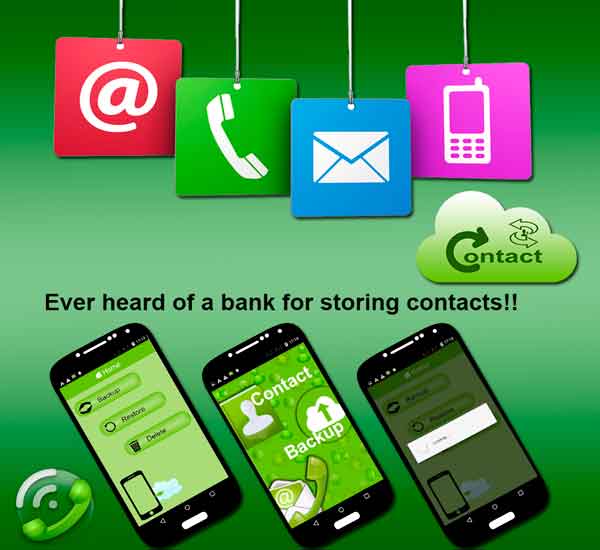 @
Contact
Ever heard of a bank for storing contacts!!
Home
Backup
Restore
Delete
Contact
Backup
@